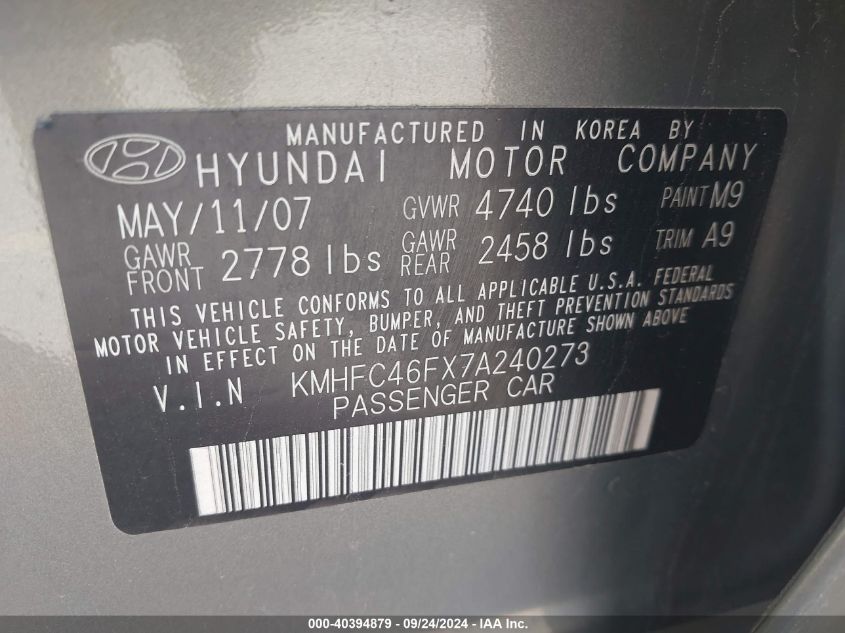 MANUFACTURED IN KOREA BY
HYUNDAI MOTOR COMPANY
MAY/11/07 GVWR 4740 lbs PAINT M9
GAWR FRONT 2778 lbs GAWR REAR 2458 lbs TRIM A9
THIS VEHICLE CONFORMS TO ALL APPLICABLE U.S.A. FEDERAL
MOTOR VEHICLE SAFETY, BUMPER, AND THEFT PREVENTION STANDARDS
IN EFFECT ON THE DATE OF MANUFACTURE SHOWN ABOVE
V.I.N KMHFC46FX7A240273
PASSENGER CAR
000-40394879 - 09/24/2024 - IAA Inc.